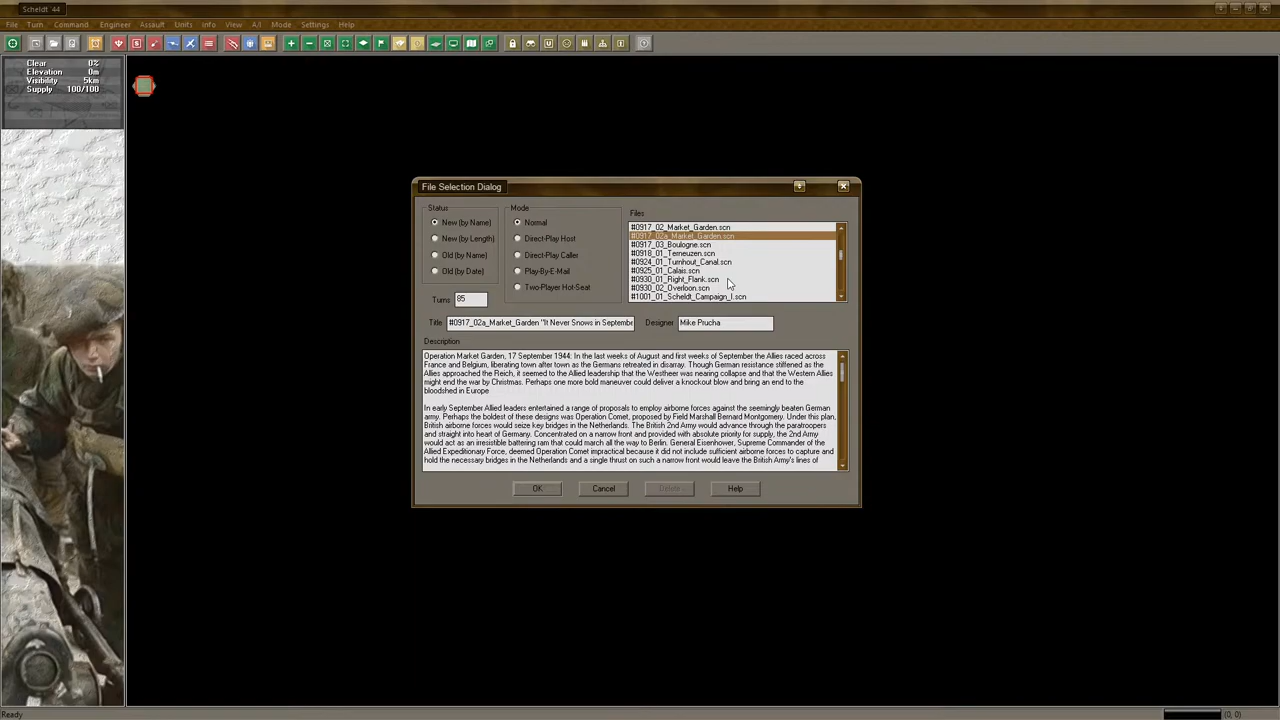 Scheldt '44
File Turn Command Engineer Assault Units Info View A/I Mode Settings Help
Clear 0%
Elevation 0m
Visibility 5km
Supply 100/100
File Selection Dialog
Status
New (by Name)
New (by Length)
Old (by Name)
Old (by Date)
Turns 85
Mode
Normal
Direct-Play Host
Direct-Play Caller
Play-By-E-Mail
Two-Player Hot-Seat
Files
#0917_02_Market_Garden.scn
#0917_02a_Market_Garden.scn
#0917_03_Boulogne.scn
#0918_01_Terneuzen.scn
#0924_01_Turnhout_Canal.scn
#0925_01_Calais.scn
#0930_01_Right_Flank.scn
#0930_02_Overloon.scn
#1001_01_Scheldt_Campaign_I.scn
Title #0917_02a_Market_Garden "It Never Snows in Septembe Designer Mike Prucha
Description
Operation Market Garden, 17 September 1944: In the last weeks of August and first weeks of September the Allies raced across
France and Belgium, liberating town after town as the Germans retreated in disarray. Though German resistance stiffened as the
Allies approached the Reich, it seemed to the Allied leadership that the Westheer was nearing collapse and that the Western Allies
might end the war by Christmas. Perhaps one more bold maneuver could deliver a knockout blow and bring an end to the
bloodshed in Europe
In early September Allied leaders entertained a range of proposals to employ airborne forces against the seemingly beaten German
army. Perhaps the boldest of these designs was Operation Comet, proposed by Field Marshall Bernard Montgomery. Under this plan,
British airborne forces would seize key bridges in the Netherlands. The British 2nd Army would advance through the paratroopers
and straight into heart of Germany. Concentrated on a narrow front and provided with absolute priority for supply, the 2nd Army
would act as an irresistible battering ram that could march all the way to Berlin. General Eisenhower, Supreme Commander of the
Allied Expeditionary Force, deemed Operation Comet impractical because it did not include sufficient airborne forces to capture and
hold the necessary bridges in the Netherlands and a single thrust on such a narrow front would leave the British Army's lines of
OK Cancel Delete Help
Ready (0, 0)